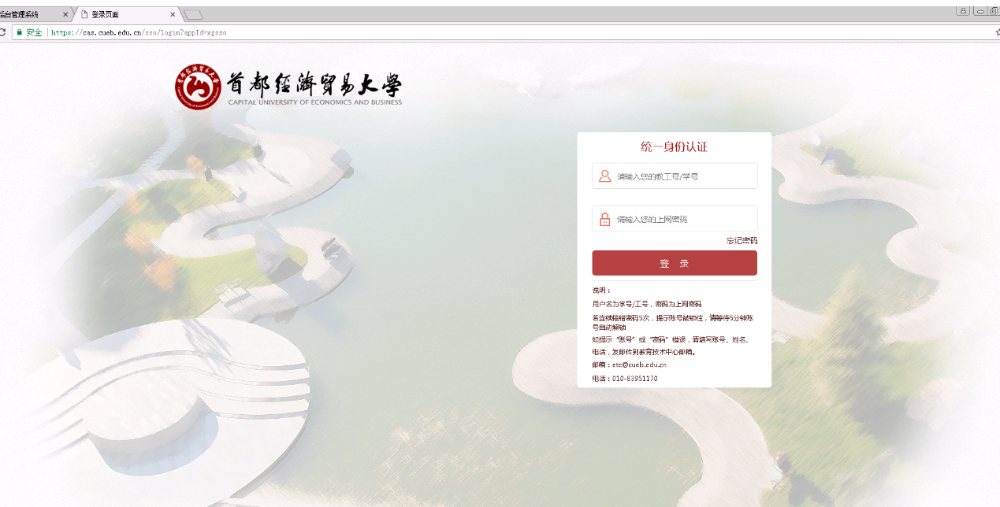 后台管理系统
登录页面
安全
https://cas.cueb.edu.cn/sso/login?appId=xgsso
首都經濟貿易大學
CAPITAL UNIVERSITY OF ECONOMICS AND BUSINESS
统一身份认证
请输入您的教工号/学号
请输入您的上网密码
忘记密码
登 录
说明：
用户名为学号/工号，密码为上网密码
若连续输错密码5次，提示账号被锁住，请等待5分钟账
号自动解锁
如提示“账号”或“密码”错误，请填写账号、姓名、
电话，发邮件到教育技术中心邮箱。
邮箱：etc@cueb.edu.cn
电话：010-83951170